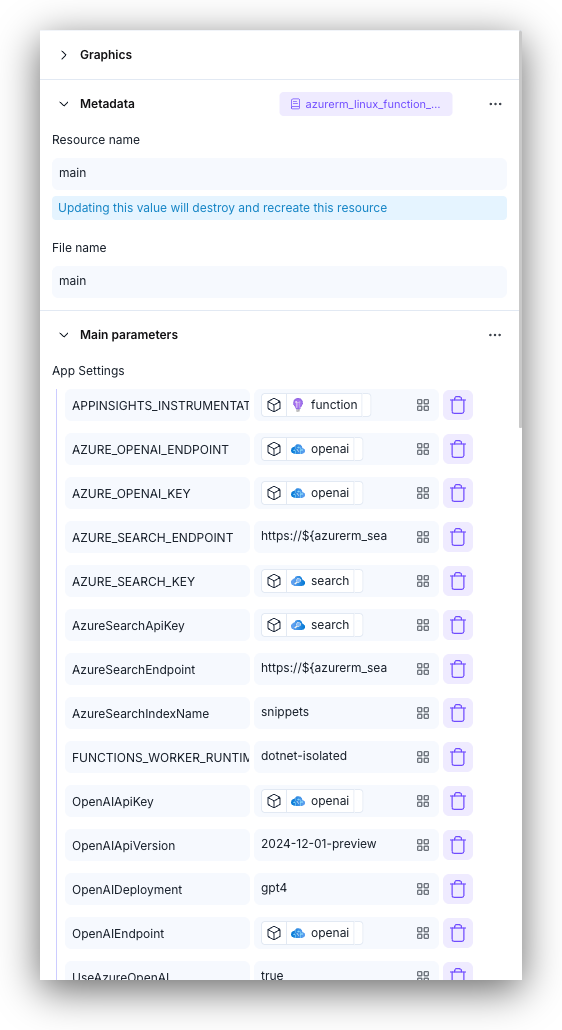 Graphics
Metadata azurerm_linux_function_...
Resource name
main
Updating this value will destroy and recreate this resource
File name
main
Main parameters
App Settings
APPINSIGHTS_INSTRUMENTAT function
AZURE_OPENAI_ENDPOINT openai
AZURE_OPENAI_KEY openai
AZURE_SEARCH_ENDPOINT https://${azurerm_sea
AZURE_SEARCH_KEY search
AzureSearchApiKey search
AzureSearchEndpoint https://${azurerm_sea
AzureSearchIndexName snippets
FUNCTIONS_WORKER_RUNTIM dotnet-isolated
OpenAIApiKey openai
OpenAIApiVersion 2024-12-01-preview
OpenAIDeployment gpt4
OpenAIEndpoint openai
UseAzureOpenAI true